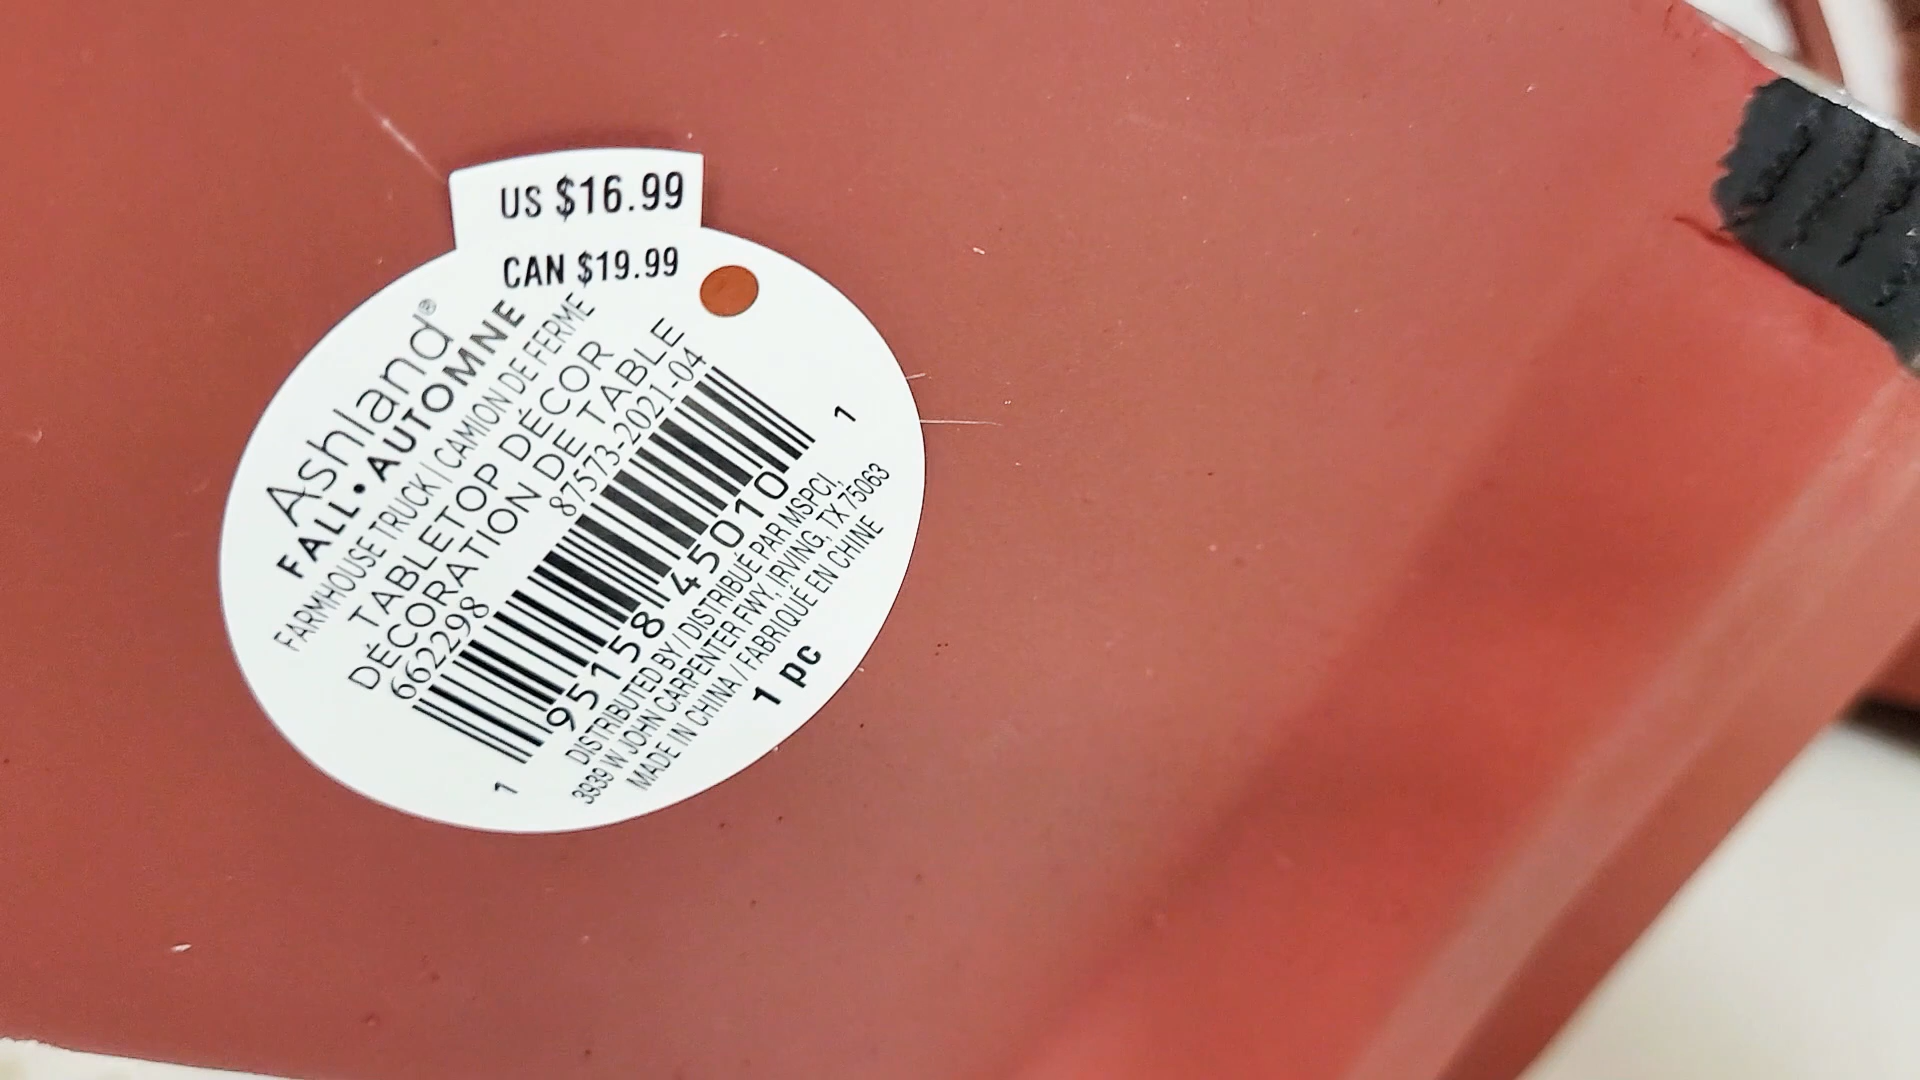 US $16.99
CAN $19.99
Ashland®
FALL • AUTOMNE
FARMHOUSE TRUCK | CAMION DE FERME
TABLETOP DÉCOR
DÉCORATION DE TABLE
662298 87573-2021-04
1 95158 45010 1
DISTRIBUTED BY / DISTRIBUÉ PAR MSPCI,
3939 W JOHN CARPENTER FWY, IRVING, TX 75063
MADE IN CHINA / FABRIQUÉ EN CHINE
1 pc